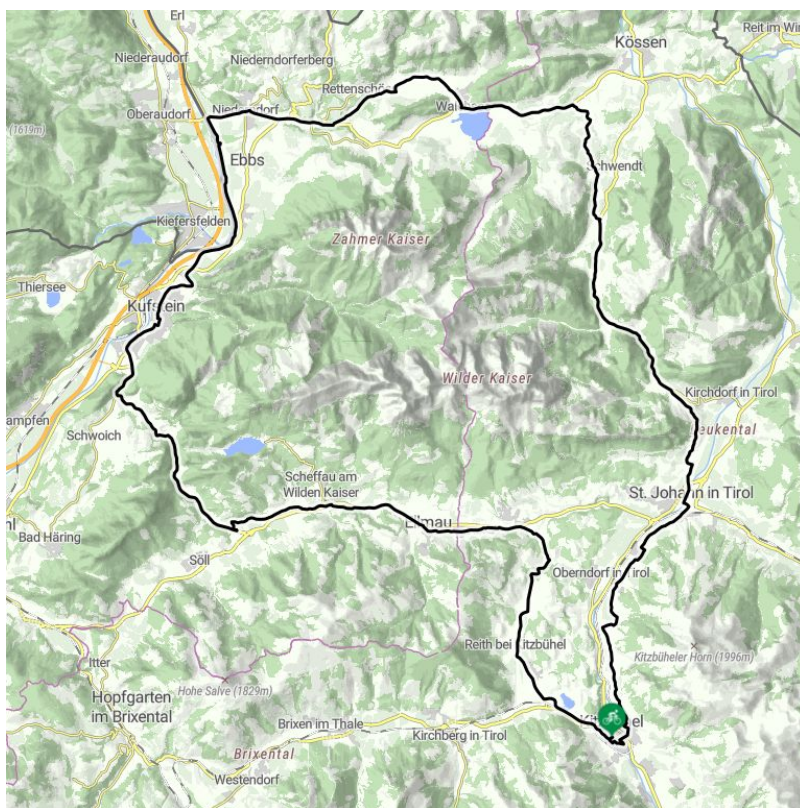 Erl
Reit im Win
Kössen
Niederaudorf
Niederndorferberg
Rettenschö
Oberaudorf
(1619m)
Ebbs
Schwendt
Kiefersfelden
Zahmer Kaiser
Thiersee
Kufstein
Wilder Kaiser
Kirchdorf in Tirol
ampfen
Schwoich
eukental
Scheffau am
Wilden Kaiser
St. Johann in Tirol
Bad Häring
Söll
Ellmau
Oberndorf in Tirol
Reith bei Kitzbühel
Kitzbüheler Horn (1996m)
Itter
Hohe Salve (1829m)
Hopfgarten
im Brixental
Brixen im Thale
Kirchberg in Tirol
Brixental
Westendorf